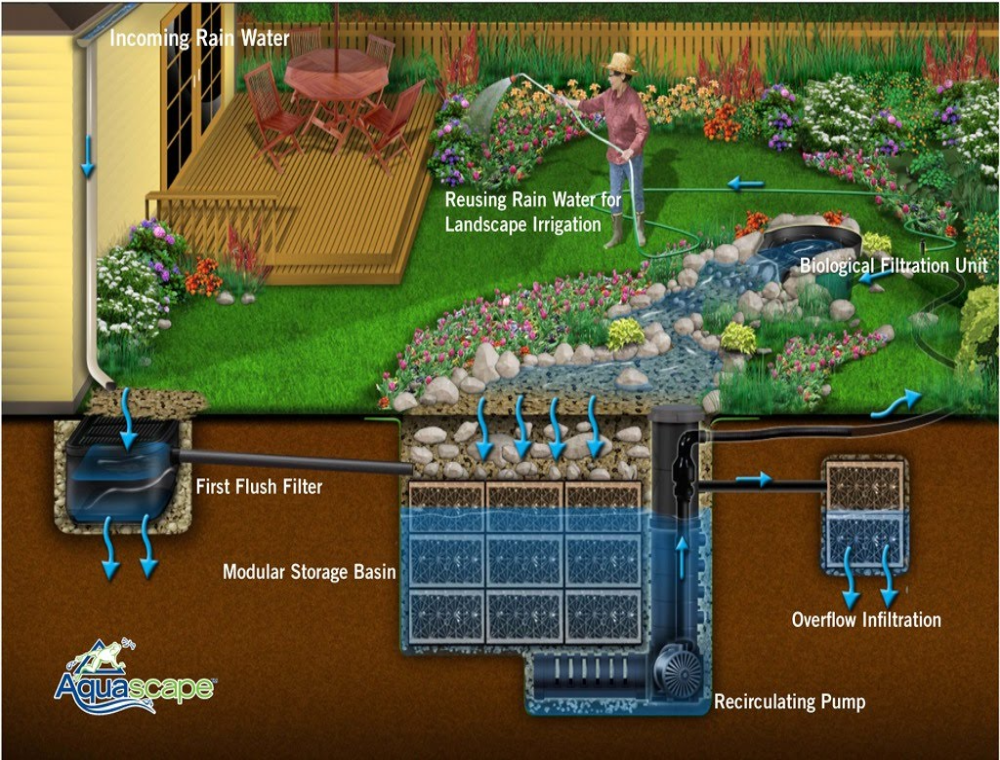 Incoming Rain Water
Reusing Rain Water for
Landscape Irrigation
Biological Filtration Unit
First Flush Filter
Modular Storage Basin
Overflow Infiltration
Aquascape
Recirculating Pump